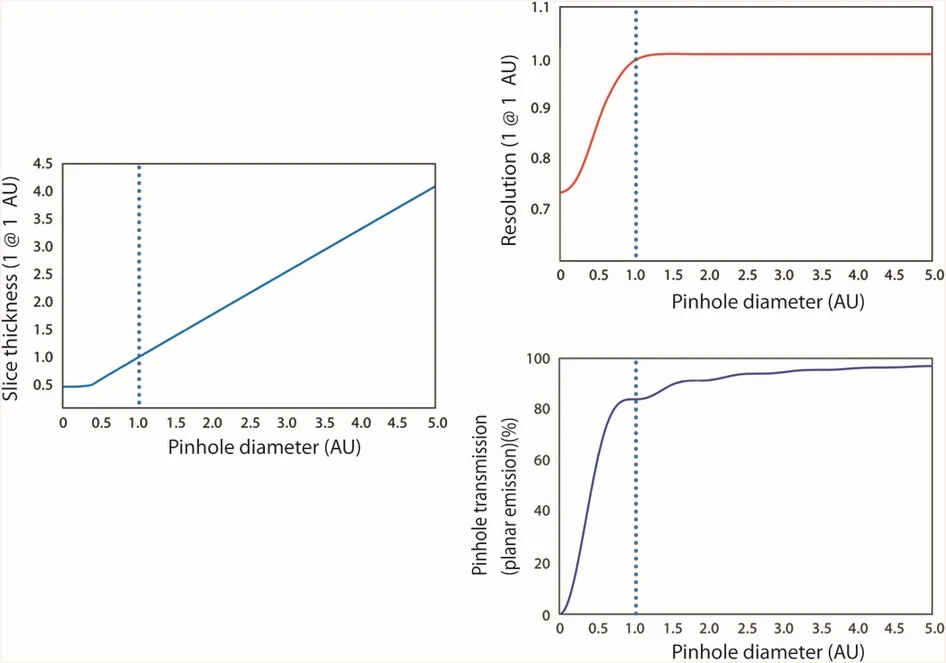 4.5
4.0
3.5
3.0
2.5
2.0
1.5
1.0
0.5
Slice thickness (1 @ 1 AU)
0 0.5 1.0 1.5 2.0 2.5 3.0 3.5 4.0 4.5 5.0
Pinhole diameter (AU)
1.1
1.0
0.9
0.8
0.7
Resolution (1 @ 1 AU)
0 0.5 1.0 1.5 2.0 2.5 3.0 3.5 4.0 4.5 5.0
Pinhole diameter (AU)
100
80
60
40
20
0
Pinhole transmission
(planar emission)(%)
0 0.5 1.0 1.5 2.0 2.5 3.0 3.5 4.0 4.5 5.0
Pinhole diameter (AU)